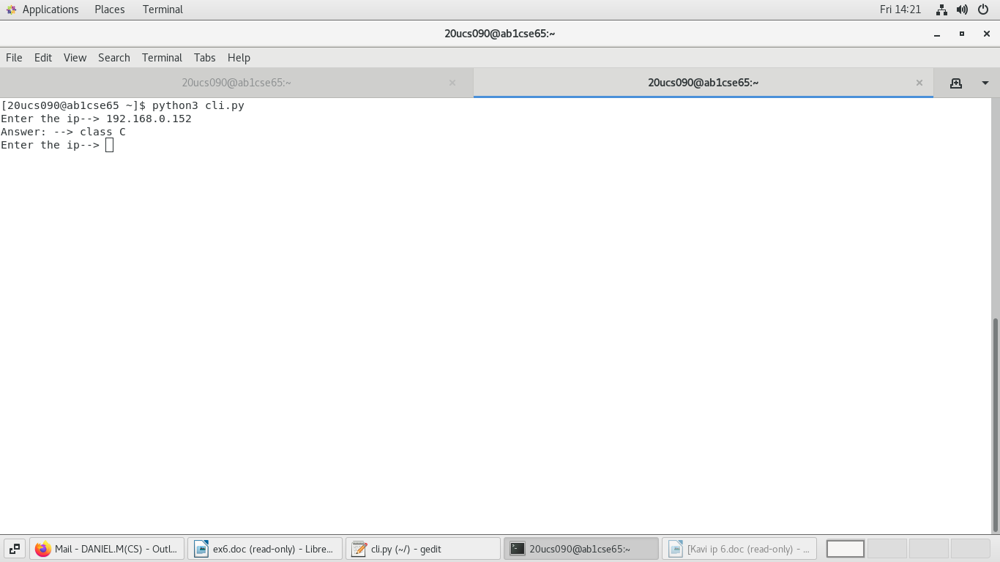 Applications Places Terminal Fri 14:21
20ucs090@ab1cse65:~
File Edit View Search Terminal Tabs Help
20ucs090@ab1cse65:~ 20ucs090@ab1cse65:~
[20ucs090@ab1cse65 ~]$ python3 cli.py
Enter the ip--> 192.168.0.152
Answer: --> class C
Enter the ip-->
Mail - DANIEL.M(CS) - Outl... ex6.doc (read-only) - Libre... cli.py (~/) - gedit 20ucs090@ab1cse65:~ [Kavi ip 6.doc (read-only) - ...